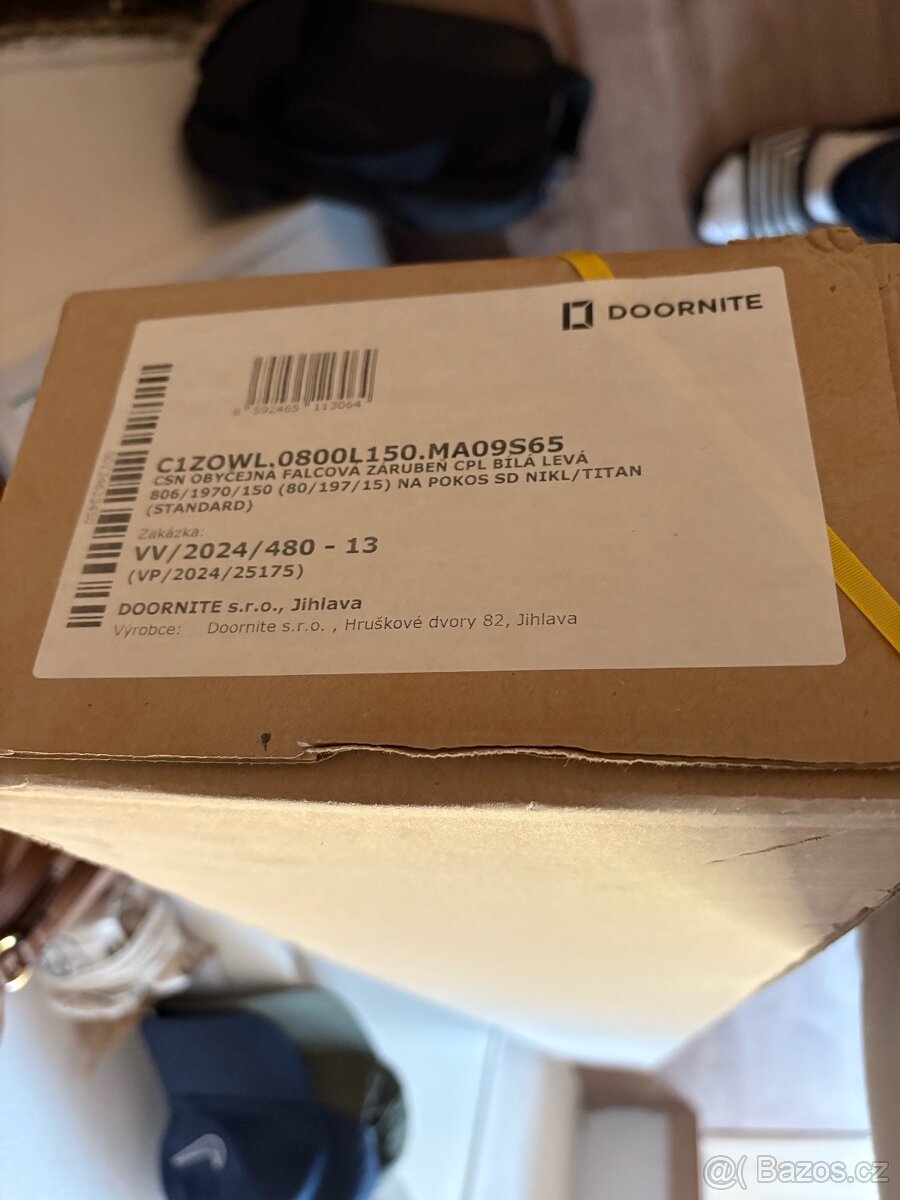 DOORNITE
8 592465 113064
C1ZOWL.0800L150.MA09S65
CSN OBYČEJNÁ FALCOVÁ ZÁRUBEŇ CPL BÍLÁ LEVÁ
806/1970/150 (80/197/15) NA POKOS SD NIKL/TITAN
(STANDARD)
Zakázka:
VV/2024/480 - 13
(VP/2024/25175)
DOORNITE s.r.o., Jihlava
Výrobce: Doornite s.r.o. , Hruškové dvory 82, Jihlava
@( Bazos.cz